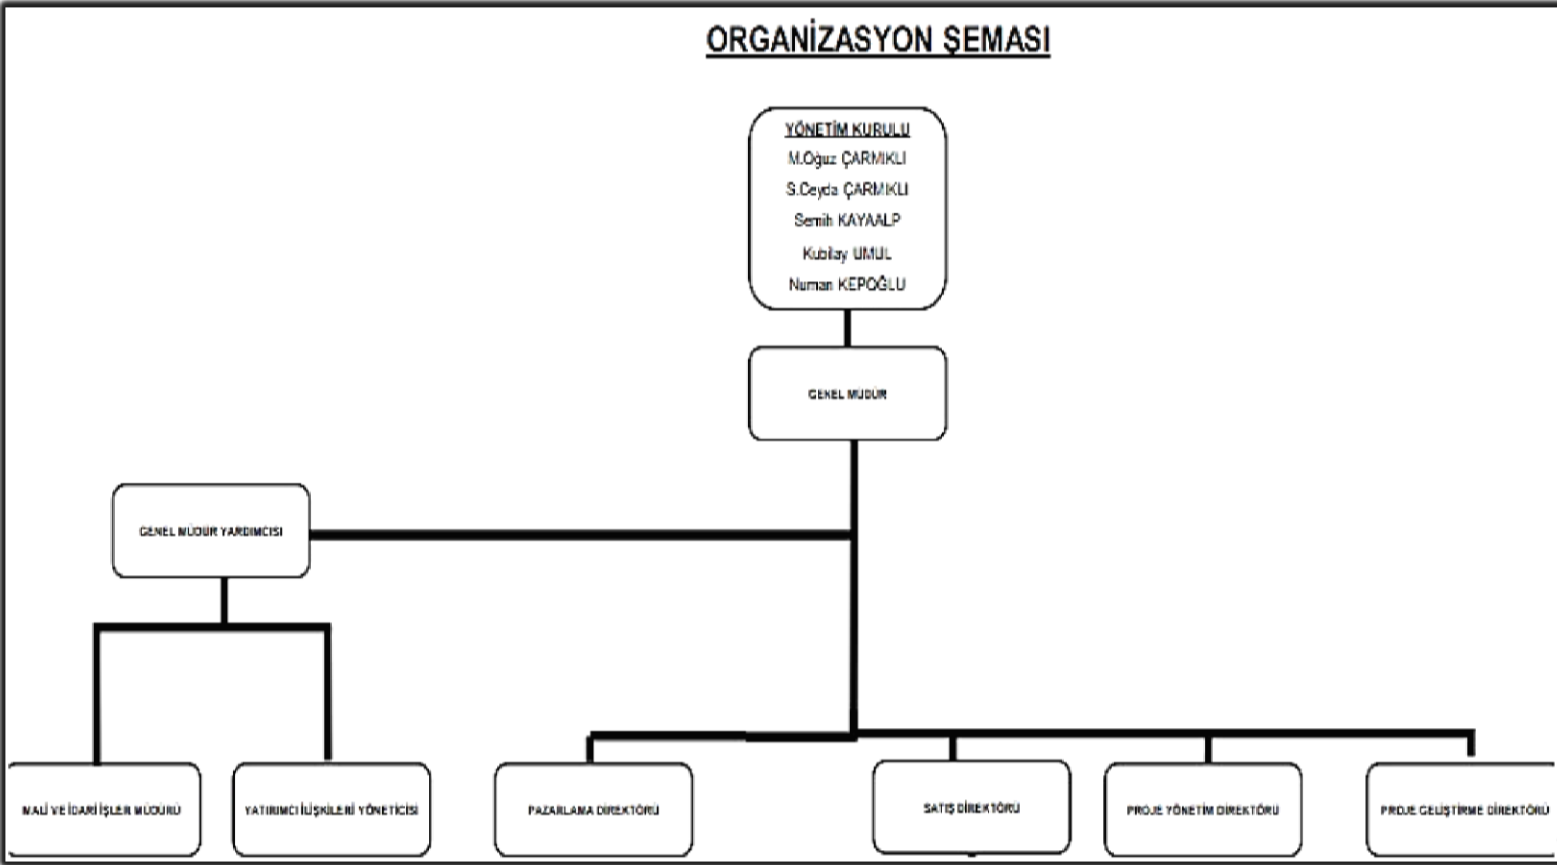 ORGANİZASYON ŞEMASI
YÖNETİM KURULU
M.Oğuz ÇARMIKLI
S.Ceyda ÇARMIKLI
Semih KAYAALP
Kubilay UMUL
Numan KEPOĞLU
GENEL MÜDÜR
GENEL MÜDÜR YARDIMCISI
MALİ VE İDARİ İŞLER MÜDÜRÜ
YATIRIMCI İLİŞKİLERİ YÖNETİCİSİ
PAZARLAMA DİREKTÖRÜ
SATIŞ DİREKTÖRÜ
PROJE YÖNETİM DİREKTÖRÜ
PROJE GELİŞTİRME DİREKTÖRÜ